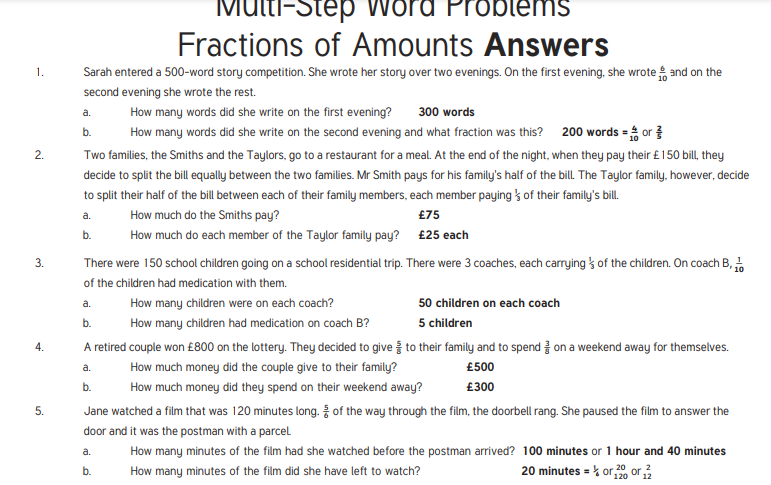 Multi-Step Word Problems
Fractions of Amounts Answers
1. Sarah entered a 500-word story competition. She wrote her story over two evenings. On the first evening, she wrote 6/10 and on the
second evening she wrote the rest.
a. How many words did she write on the first evening? 300 words
b. How many words did she write on the second evening and what fraction was this? 200 words = 4/10 or 2/5
2. Two families, the Smiths and the Taylors, go to a restaurant for a meal. At the end of the night, when they pay their £150 bill, they
decide to split the bill equally between the two families. Mr Smith pays for his family's half of the bill. The Taylor family, however, decide
to split their half of the bill between each of their family members, each member paying ⅓ of their family's bill.
a. How much do the Smiths pay? £75
b. How much do each member of the Taylor family pay? £25 each
3. There were 150 school children going on a school residential trip. There were 3 coaches, each carrying ⅓ of the children. On coach B, 1/10
of the children had medication with them.
a. How many children were on each coach? 50 children on each coach
b. How many children had medication on coach B? 5 children
4. A retired couple won £800 on the lottery. They decided to give 5/8 to their family and to spend 3/8 on a weekend away for themselves.
a. How much money did the couple give to their family? £500
b. How much money did they spend on their weekend away? £300
5. Jane watched a film that was 120 minutes long. 5/6 of the way through the film, the doorbell rang. She paused the film to answer the
door and it was the postman with a parcel.
a. How many minutes of the film had she watched before the postman arrived? 100 minutes or 1 hour and 40 minutes
b. How many minutes of the film did she have left to watch? 20 minutes = ⅙ or 20/120 or 2/12